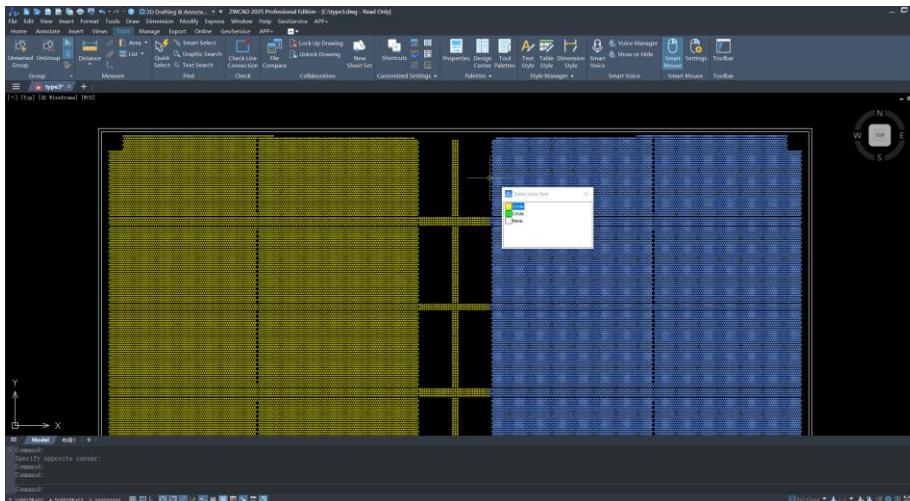 2D Drafting & Annota... ZWCAD 2025 Professional Edition - [C:\type3.dwg - Read Only]
File Edit View Insert Format Tools Draw Dimension Modify Express Window Help GeoService APP+
Home Annotate Insert Views Tools Manage Export Online GeoService APP+
Unnamed Group
UnGroup
Group
Distance
Area
List
Measure
Quick Select
Smart Select
Graphic Search
Text Search
Find
Check Line Connection
Check
File Compare
Lock Up Drawing
Unlock Drawing
New Sheet Set
Collaboration
Shortcuts
Customized Settings
Properties
Design Center
Tool Palettes
Palettes
Text Style
Table Style
Dimension Style
Style Manager
Smart Voice
Voice Manager
Show or Hide
Smart Voice
Smart Mouse
Settings
Smart Mouse
Toolbar
Toolbar
type3*
[-] [Top] [2D Wireframe] [WCS]
N
W TOP E
S
Selection Set
Circle
Circle
None
Y
X
Model 布局1 +
Command:
Specify opposite corner:
Command:
Command:
Command: